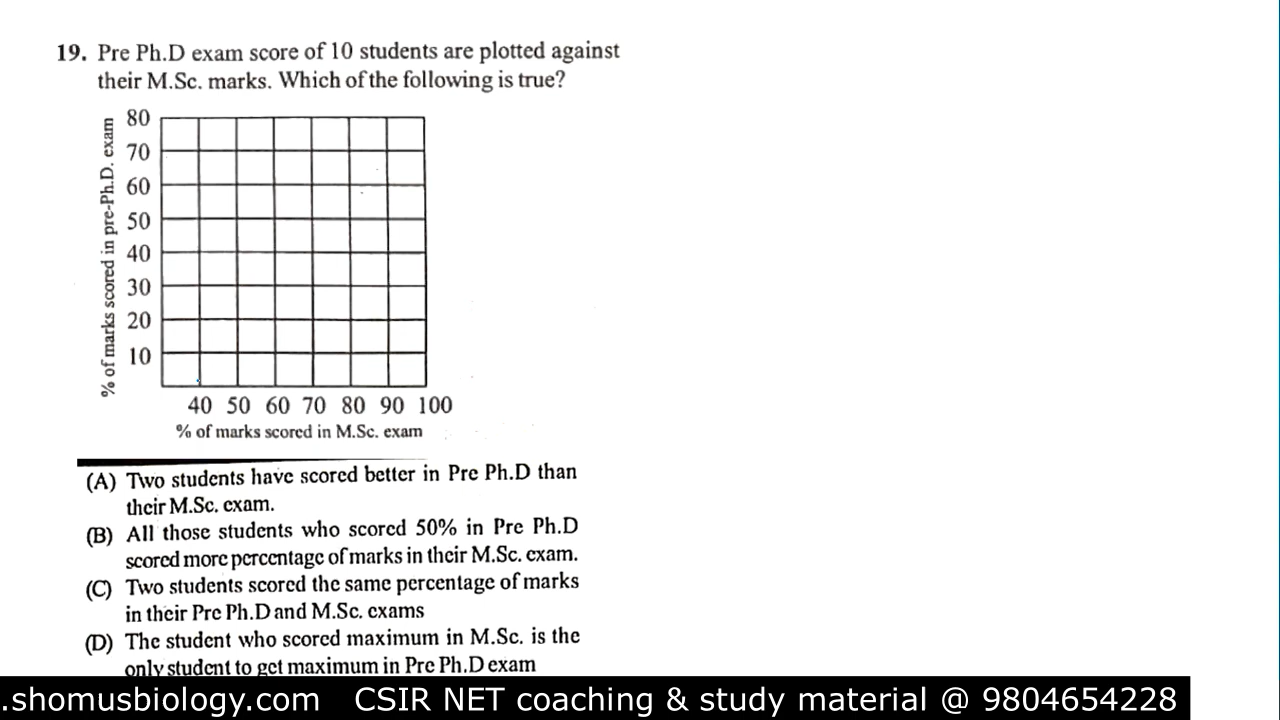 19. Pre Ph.D exam score of 10 students are plotted against
their M.Sc. marks. Which of the following is true?
% of marks scored in pre-Ph.D. exam
80
70
60
50
40
30
20
10
40 50 60 70 80 90 100
% of marks scored in M.Sc. exam
(A) Two students have scored better in Pre Ph.D than
their M.Sc. exam.
(B) All those students who scored 50% in Pre Ph.D
scored more percentage of marks in their M.Sc. exam.
(C) Two students scored the same percentage of marks
in their Pre Ph.D and M.Sc. exams
(D) The student who scored maximum in M.Sc. is the
only student to get maximum in Pre Ph.D exam
.shomusbiology.com CSIR NET coaching & study material @ 9804654228